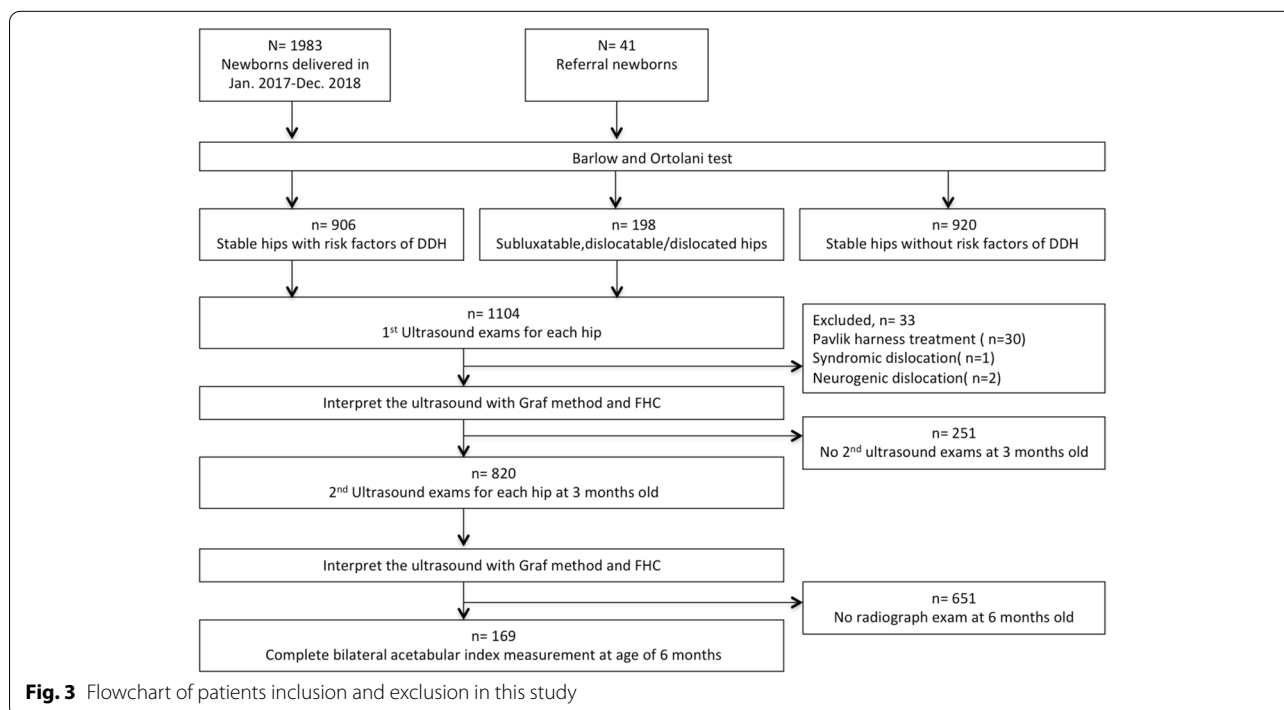 N= 1983
Newborns delivered in
Jan. 2017-Dec. 2018
N= 41
Referral newborns
Barlow and Ortolani test
n= 906
Stable hips with risk factors of DDH
n= 198
Subluxatable,dislocatable/dislocated hips
n= 920
Stable hips without risk factors of DDH
n= 1104
1st Ultrasound exams for each hip
Excluded, n= 33
Pavlik harness treatment ( n=30)
Syndromic dislocation( n=1)
Neurogenic dislocation( n=2)
Interpret the ultrasound with Graf method and FHC
n= 251
No 2nd ultrasound exams at 3 months old
n= 820
2nd Ultrasound exams for each hip at 3 months old
Interpret the ultrasound with Graf method and FHC
n= 651
No radiograph exam at 6 months old
n= 169
Complete bilateral acetabular index measurement at age of 6 months
Fig. 3 Flowchart of patients inclusion and exclusion in this study